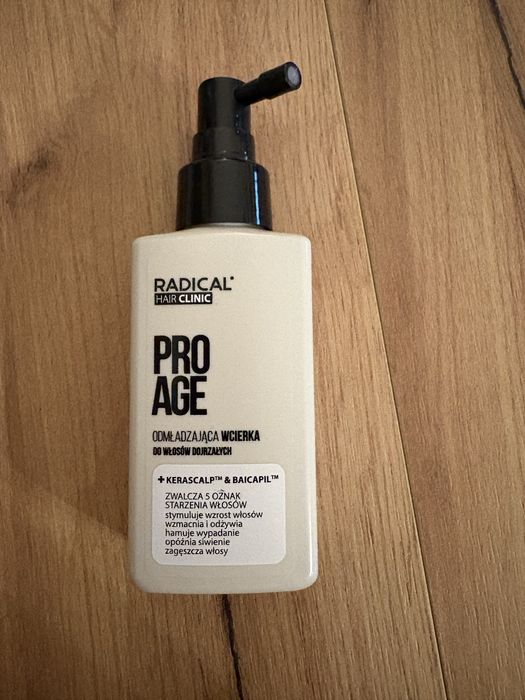 RADICAL®
HAIR CLINIC
PRO
AGE
ODMŁADZAJĄCA WCIERKA
DO WŁOSÓW DOJRZAŁYCH
+KERASCALP™ & BAICAPIL™
ZWALCZA 5 OZNAK
STARZENIA WŁOSÓW
stymuluje wzrost włosów
wzmacnia i odżywia
hamuje wypadanie
opóźnia siwienie
zagęszcza włosy